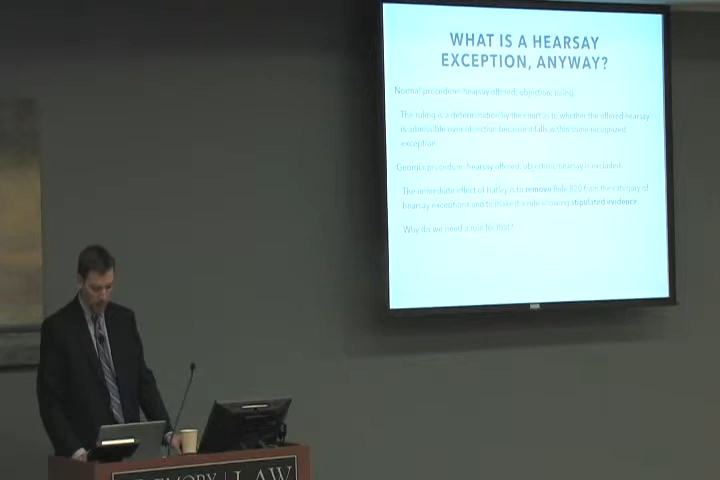 WHAT IS A HEARSAY
EXCEPTION, ANYWAY?
Normal procedure: hearsay offered; objection; ruling.
The ruling is a determination by the court as to whether the offered hearsay
is admissible over objection because it falls within some recognized
exception.
Georgia procedure: hearsay offered; objection; hearsay is excluded.
The immediate effect of Hatley is to remove Rule 820 from the category of
hearsay exceptions and to make it a rule allowing stipulated evidence.
Why do we need a rule for that?
EMORY LAW